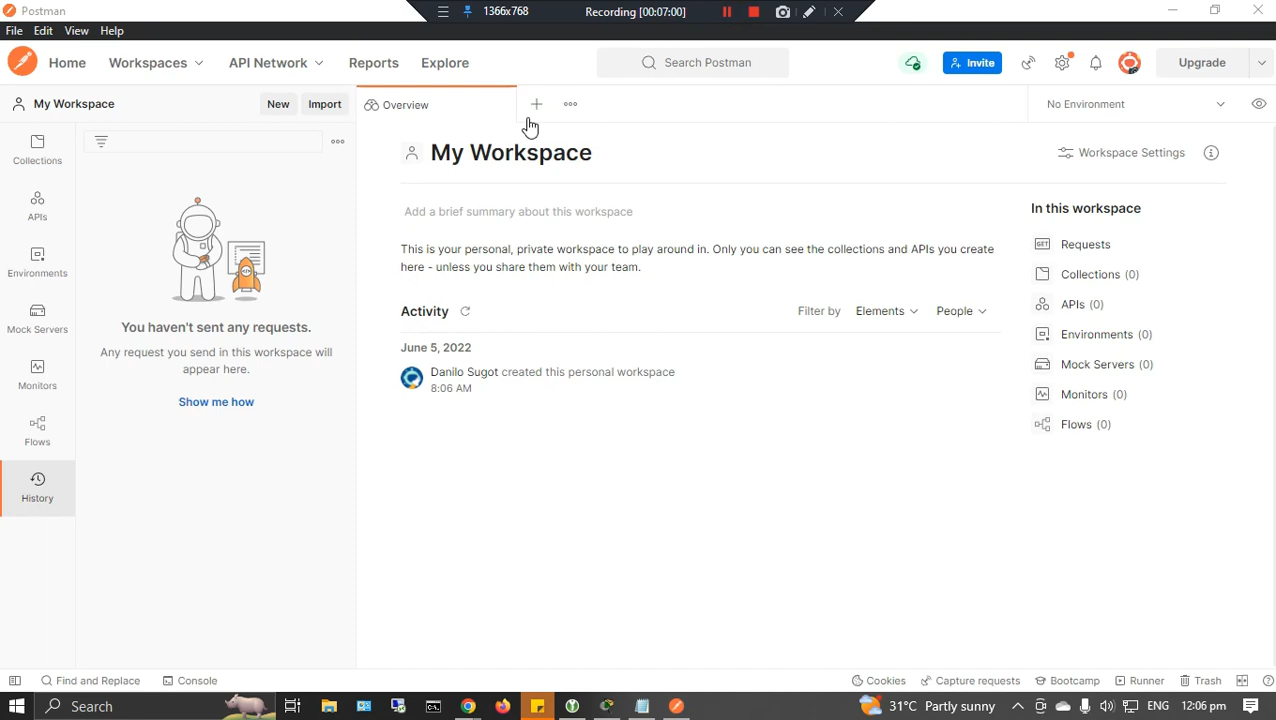 Postman
1366x768
Recording [00:07:00]
File Edit View Help
Home
Workspaces
API Network
Reports
Explore
Search Postman
Invite
Upgrade
My Workspace
New
Import
Overview
No Environment
Collections
APIs
Environments
Mock Servers
Monitors
Flows
History
You haven't sent any requests.
Any request you send in this workspace will
appear here.
Show me how
My Workspace
Workspace Settings
Add a brief summary about this workspace
This is your personal, private workspace to play around in. Only you can see the collections and APIs you create
here - unless you share them with your team.
Activity
Filter by Elements People
June 5, 2022
Danilo Sugot created this personal workspace
8:06 AM
In this workspace
GET Requests
Collections (0)
APIs (0)
Environments (0)
Mock Servers (0)
Monitors (0)
Flows (0)
Find and Replace
Console
Cookies
Capture requests
Bootcamp
Runner
Trash
Search
31°C Partly sunny
ENG
12:06 pm